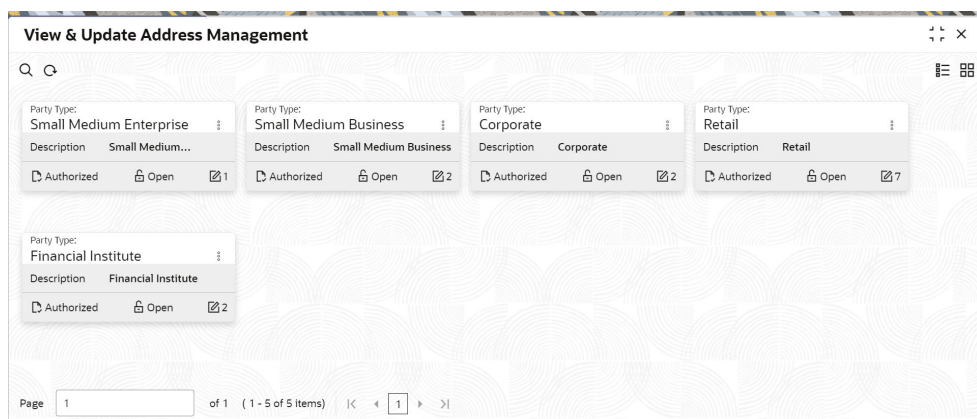 View & Update Address Management
Party Type:
Small Medium Enterprise
Description Small Medium...
Authorized Open 1
Party Type:
Small Medium Business
Description Small Medium Business
Authorized Open 2
Party Type:
Corporate
Description Corporate
Authorized Open 2
Party Type:
Retail
Description Retail
Authorized Open 7
Party Type:
Financial Institute
Description Financial Institute
Authorized Open 2
Page 1 of 1 (1 - 5 of 5 items) 1